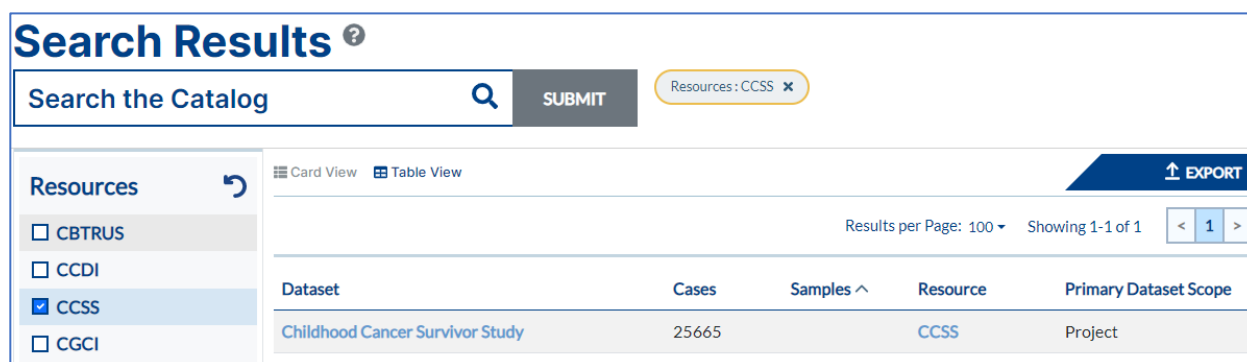 Search Results ?
Search the Catalog
SUBMIT
Resources : CCSS ×
Resources
Card View
Table View
EXPORT
Results per Page: 100
Showing 1-1 of 1
< 1 >
CBTRUS
CCDI
CCSS
CGCI
Dataset Cases Samples Resource Primary Dataset Scope
Childhood Cancer Survivor Study 25665 CCSS Project